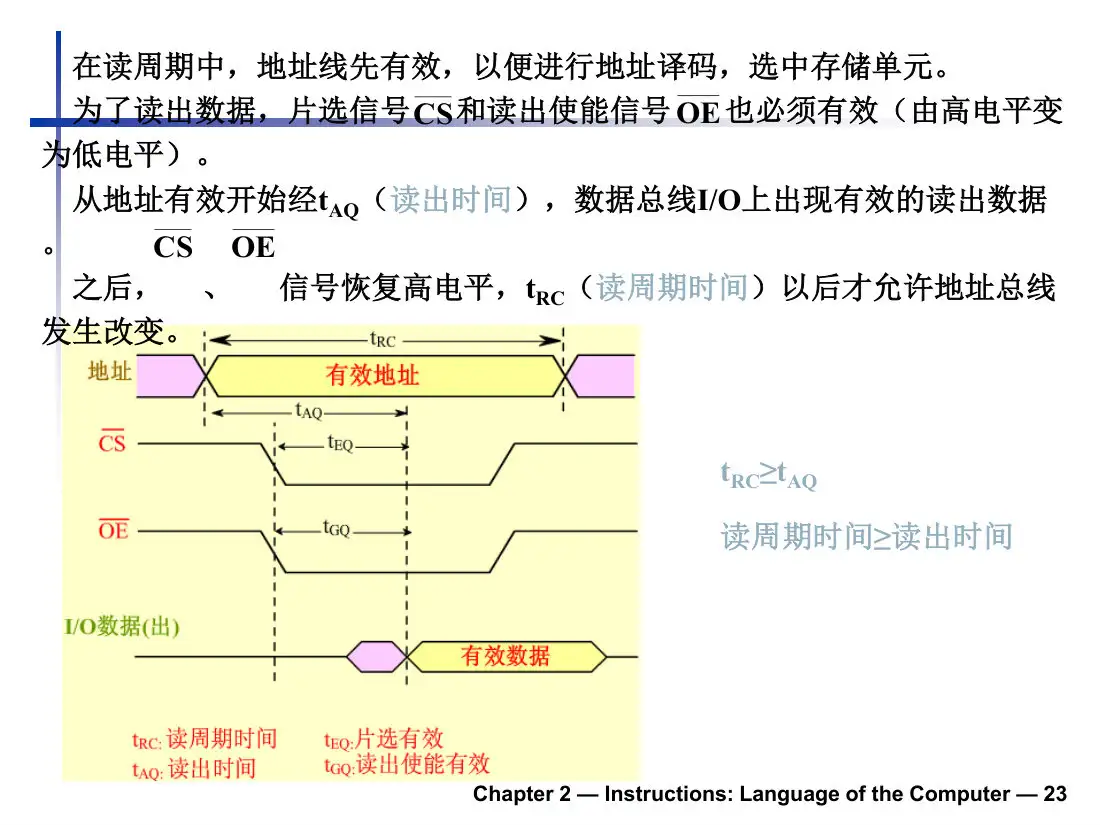 在读周期中，地址线先有效，以便进行地址译码，选中存储单元。
为了读出数据，片选信号C̅S̅和读出使能信号O̅E̅也必须有效（由高电平变
为低电平）。
从地址有效开始经tAQ（读出时间），数据总线I/O上出现有效的读出数据
。
C̅S̅ O̅E̅
之后， 、 信号恢复高电平，tRC（读周期时间）以后才允许地址总线
发生改变。
tRC
地址
有效地址
tAQ
C̅S̅
tEQ
tRC≥tAQ
O̅E̅
tGQ
读周期时间≥读出时间
I/O数据(出)
有效数据
tRC:读周期时间
tEQ:片选有效
tAQ:读出时间
tGQ:读出使能有效
Chapter 2 — Instructions: Language of the Computer — 23